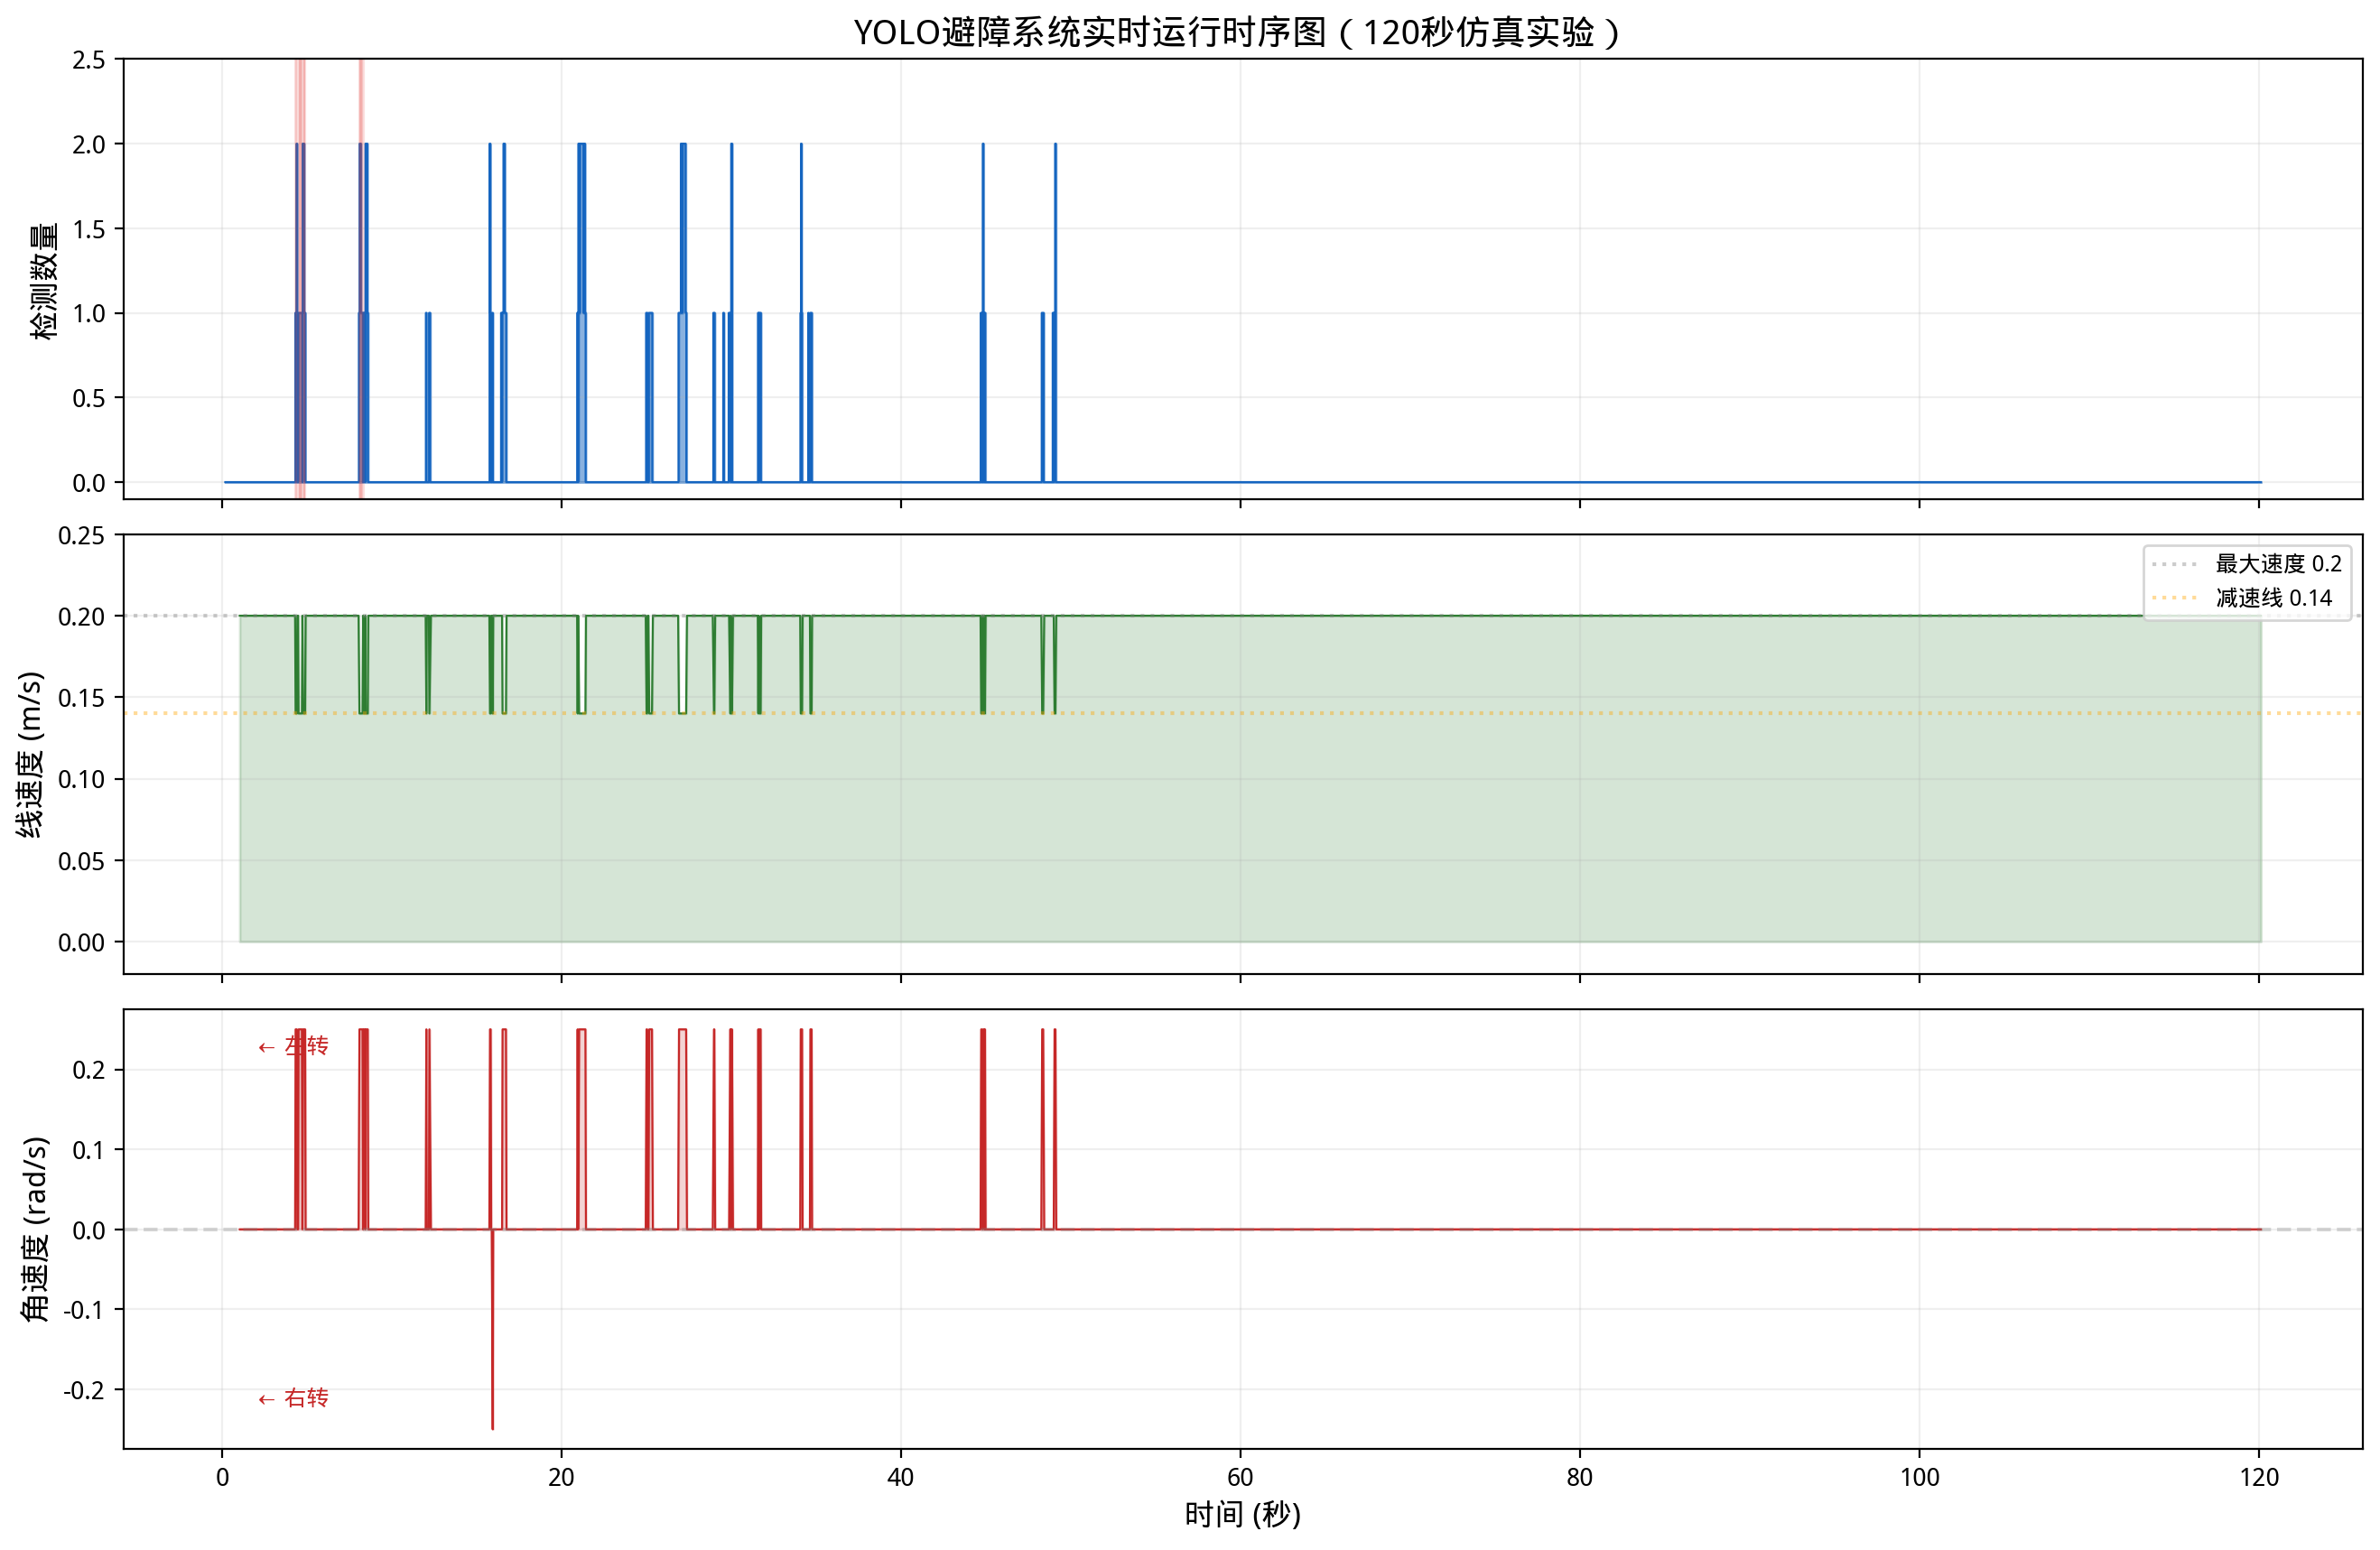 YOLO避障系统实时运行时序图（120秒仿真实验）
2.5
2.0
1.5
1.0
0.5
0.0
检测数量
0.25
0.20
0.15
0.10
0.05
0.00
线速度 (m/s)
最大速度 0.2
减速线 0.14
0.2
0.1
0.0
-0.1
-0.2
角速度 (rad/s)
← 左转
← 右转
0 20 40 60 80 100 120
时间 (秒)